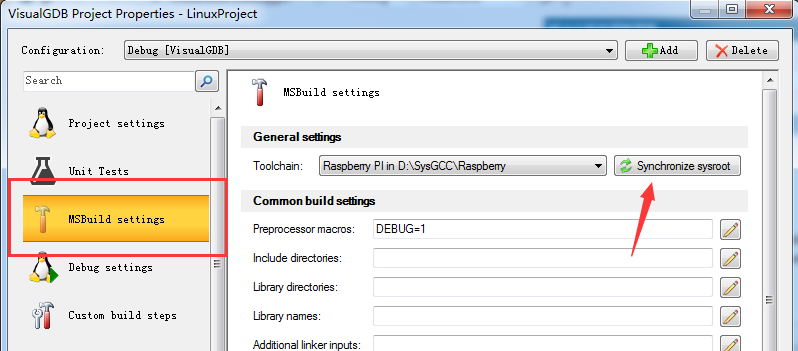 VisualGDB Project Properties - LinuxProject
Configuration: Debug [VisualGDB] Add Delete
Search
Project settings
Unit Tests
MSBuild settings
Debug settings
Custom build steps
MSBuild settings
General settings
Toolchain: Raspberry PI in D:\SysGCC\Raspberry Synchronize sysroot
Common build settings
Preprocessor macros: DEBUG=1
Include directories:
Library directories:
Library names:
Additional linker inputs: